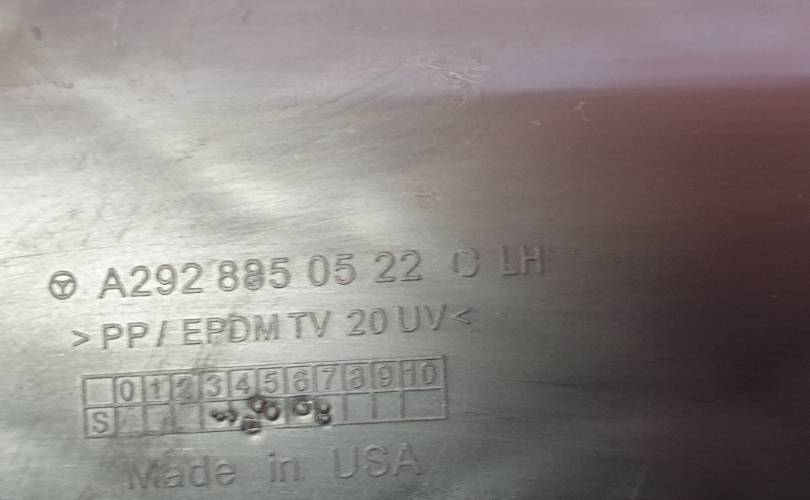 A292 885 05 22 C LH
>PP/EPDM TV 20 UV<
0 1 2 3 4 5 6 7 8 9 10
S
Made in USA